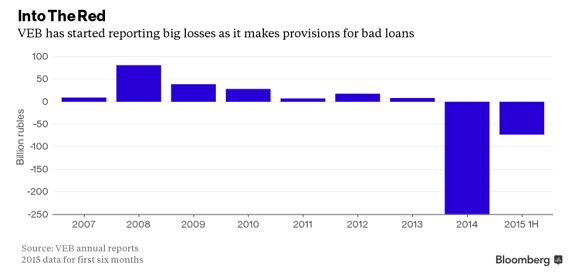 Into The Red
VEB has started reporting big losses as it makes provisions for bad loans
Billion rubles
100
50
0
-50
-100
-150
-200
-250
2007 2008 2009 2010 2011 2012 2013 2014 2015 1H
Source: VEB annual reports
2015 data for first six months
Bloomberg